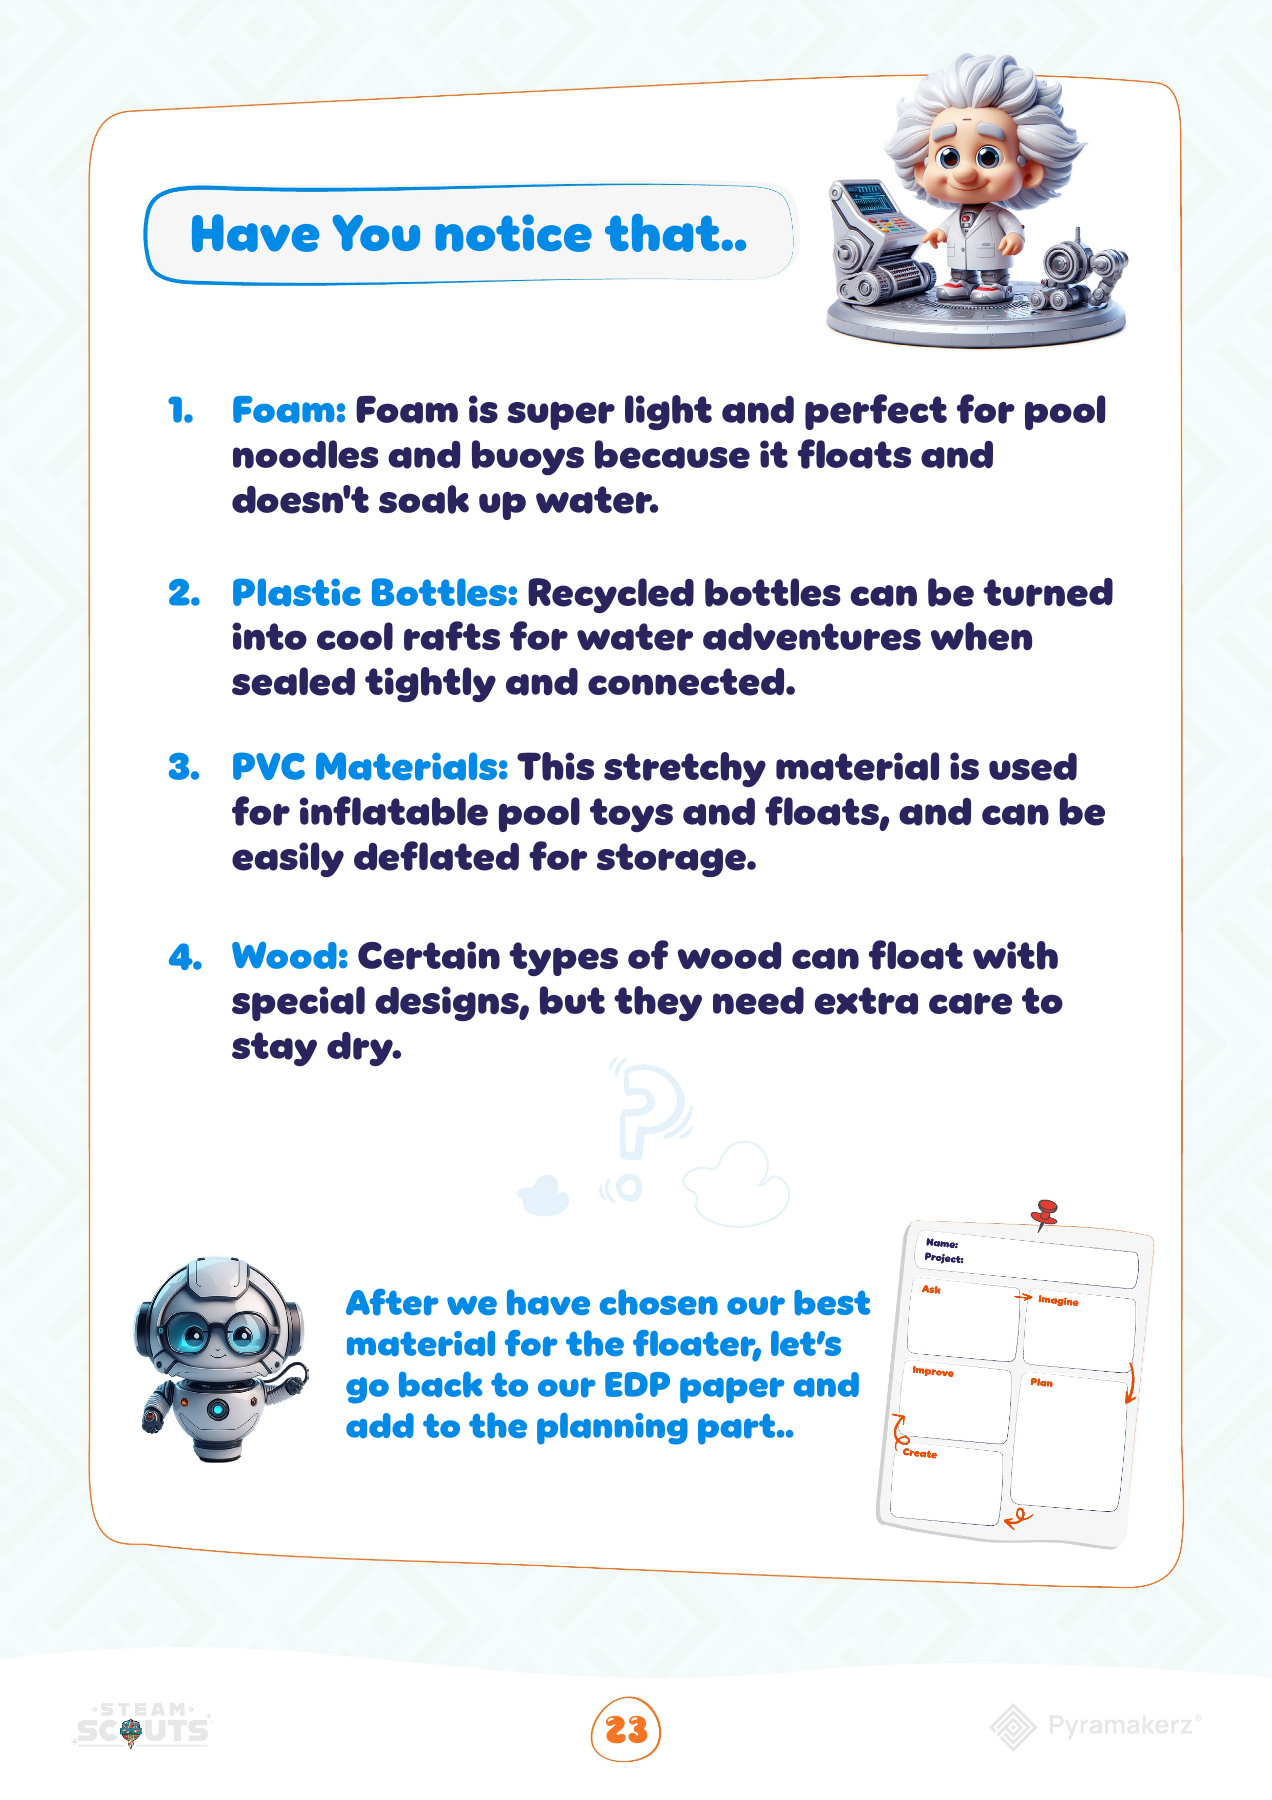 Have You notice that..
1. Foam: Foam is super light and perfect for pool
noodles and buoys because it floats and
doesn't soak up water.
2. Plastic Bottles: Recycled bottles can be turned
into cool rafts for water adventures when
sealed tightly and connected.
3. PVC Materials: This stretchy material is used
for inflatable pool toys and floats, and can be
easily deflated for storage.
4. Wood: Certain types of wood can float with
special designs, but they need extra care to
stay dry.
?
After we have chosen our best
material for the floater, let’s
go back to our EDP paper and
add to the planning part..
Name:
Project:
Ask
Imagine
Improve
Plan
Create
STEAM
SCOUTS
23
Pyramakerz